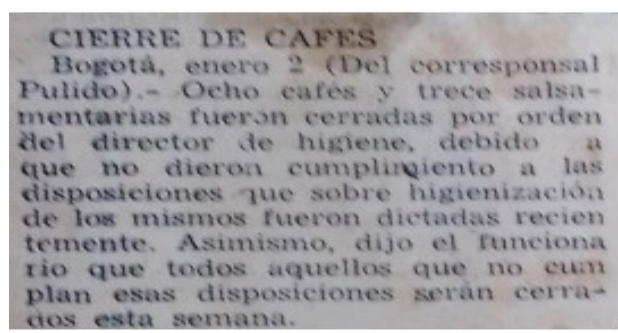 CIERRE DE CAFES
Bogotá, enero 2 (Del corresponsal
Pulido).- Ocho cafés y trece salsa-
mentarias fueron cerradas por orden
del director de higiene, debido a
que no dieron cumplimiento a las
disposiciones que sobre higienización
de los mismos fueron dictadas recien
temente. Asimismo, dijo el funciona
rio que todos aquellos que no cum
plan esas disposiciones serán cerra-
dos esta semana.